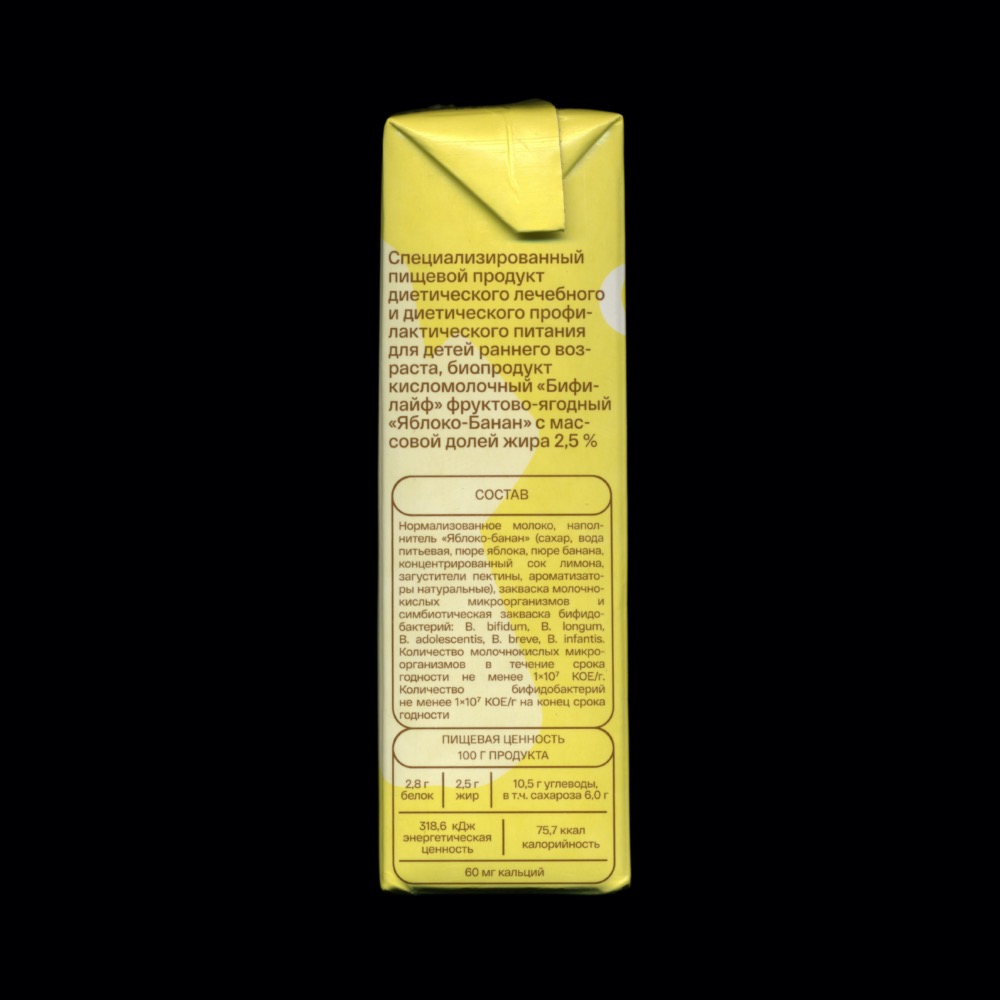 Специализированный
пищевой продукт
диетического лечебного
и диетического профи-
лактического питания
для детей раннего воз-
раста, биопродукт
кисломолочный «Бифи-
лайф» фруктово-ягодный
«Яблоко-Банан» с мас-
совой долей жира 2,5 %
СОСТАВ
Нормализованное молоко, напол-
нитель «Яблоко-банан» (сахар, вода
питьевая, пюре яблока, пюре банана,
концентрированный сок лимона,
загустители пектины, ароматизато-
ры натуральные), закваска молочно-
кислых микроорганизмов и
симбиотическая закваска бифидо-
бактерий: B. bifidum, B. longum,
B. adolescentis, B. breve, B. infantis.
Количество молочнокислых микро-
организмов в течение срока
годности не менее 1×10⁷ КОЕ/г.
Количество бифидобактерий
не менее 1×10⁷ КОЕ/г на конец срока
годности
ПИЩЕВАЯ ЦЕННОСТЬ
100 Г ПРОДУКТА
2,8 г
белок
2,5 г
жир
10,5 г углеводы,
в т.ч. сахароза 6,0 г
318,6 кДж
энергетическая
ценность
75,7 ккал
калорийность
60 мг кальций